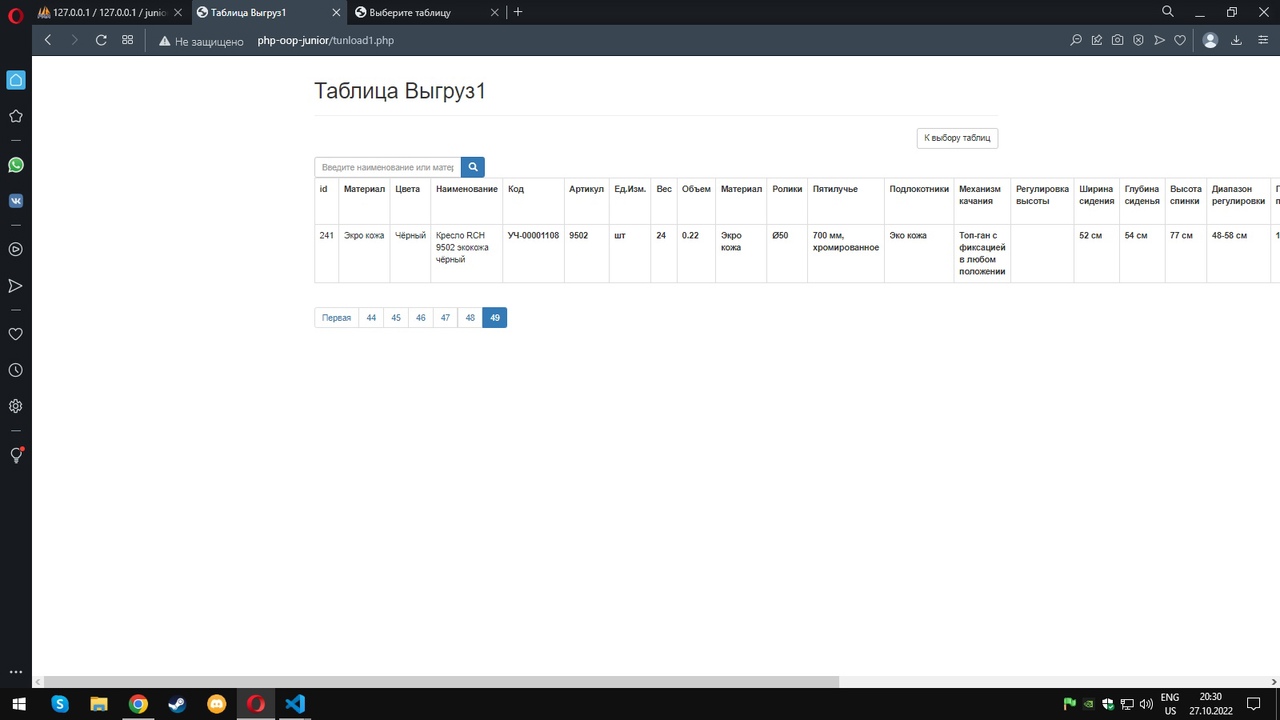 127.0.0.1 / 127.0.0.1 / junio
Таблица Выгруз1
Выберите таблицу
Не защищено
php-oop-junior/tunload1.php
Таблица Выгруз1
К выбору таблиц
Введите наименование или матер
id Материал Цвета Наименование Код Артикул Ед.Изм. Вес Объем Материал Ролики Пятилучье Подлокотники Механизм качания Регулировка высоты Ширина сидения Глубина сиденья Высота спинки Диапазон регулировки
241 Экро кожа Чёрный Кресло RCH 9502 экокожа чёрный УЧ-00001108 9502 шт 24 0.22 Экро кожа Ø50 700 мм, хромированное Эко кожа Топ-ган с фиксацией в любом положении 52 см 54 см 77 см 48-58 см
Первая 44 45 46 47 48 49
ENG
US
20:30
27.10.2022